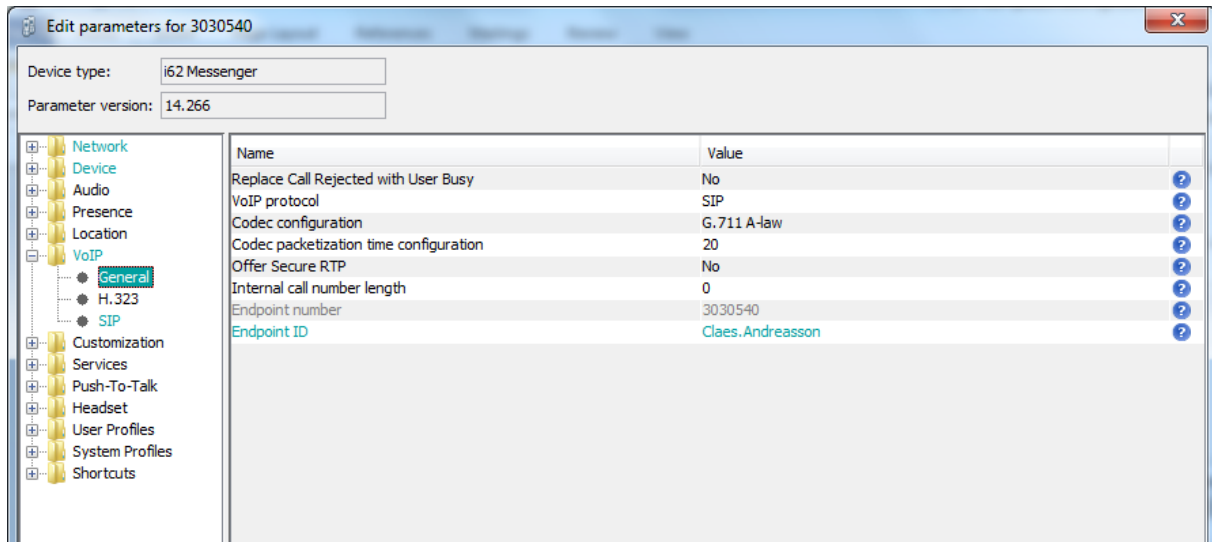 Edit parameters for 3030540
Device type: i62 Messenger
Parameter version: 14.266
Network
Device
Audio
Presence
Location
VoIP
General
H.323
SIP
Customization
Services
Push-To-Talk
Headset
User Profiles
System Profiles
Shortcuts
Name Value
Replace Call Rejected with User Busy No
VoIP protocol SIP
Codec configuration G.711 A-law
Codec packetization time configuration 20
Offer Secure RTP No
Internal call number length 0
Endpoint number 3030540
Endpoint ID Claes.Andreasson